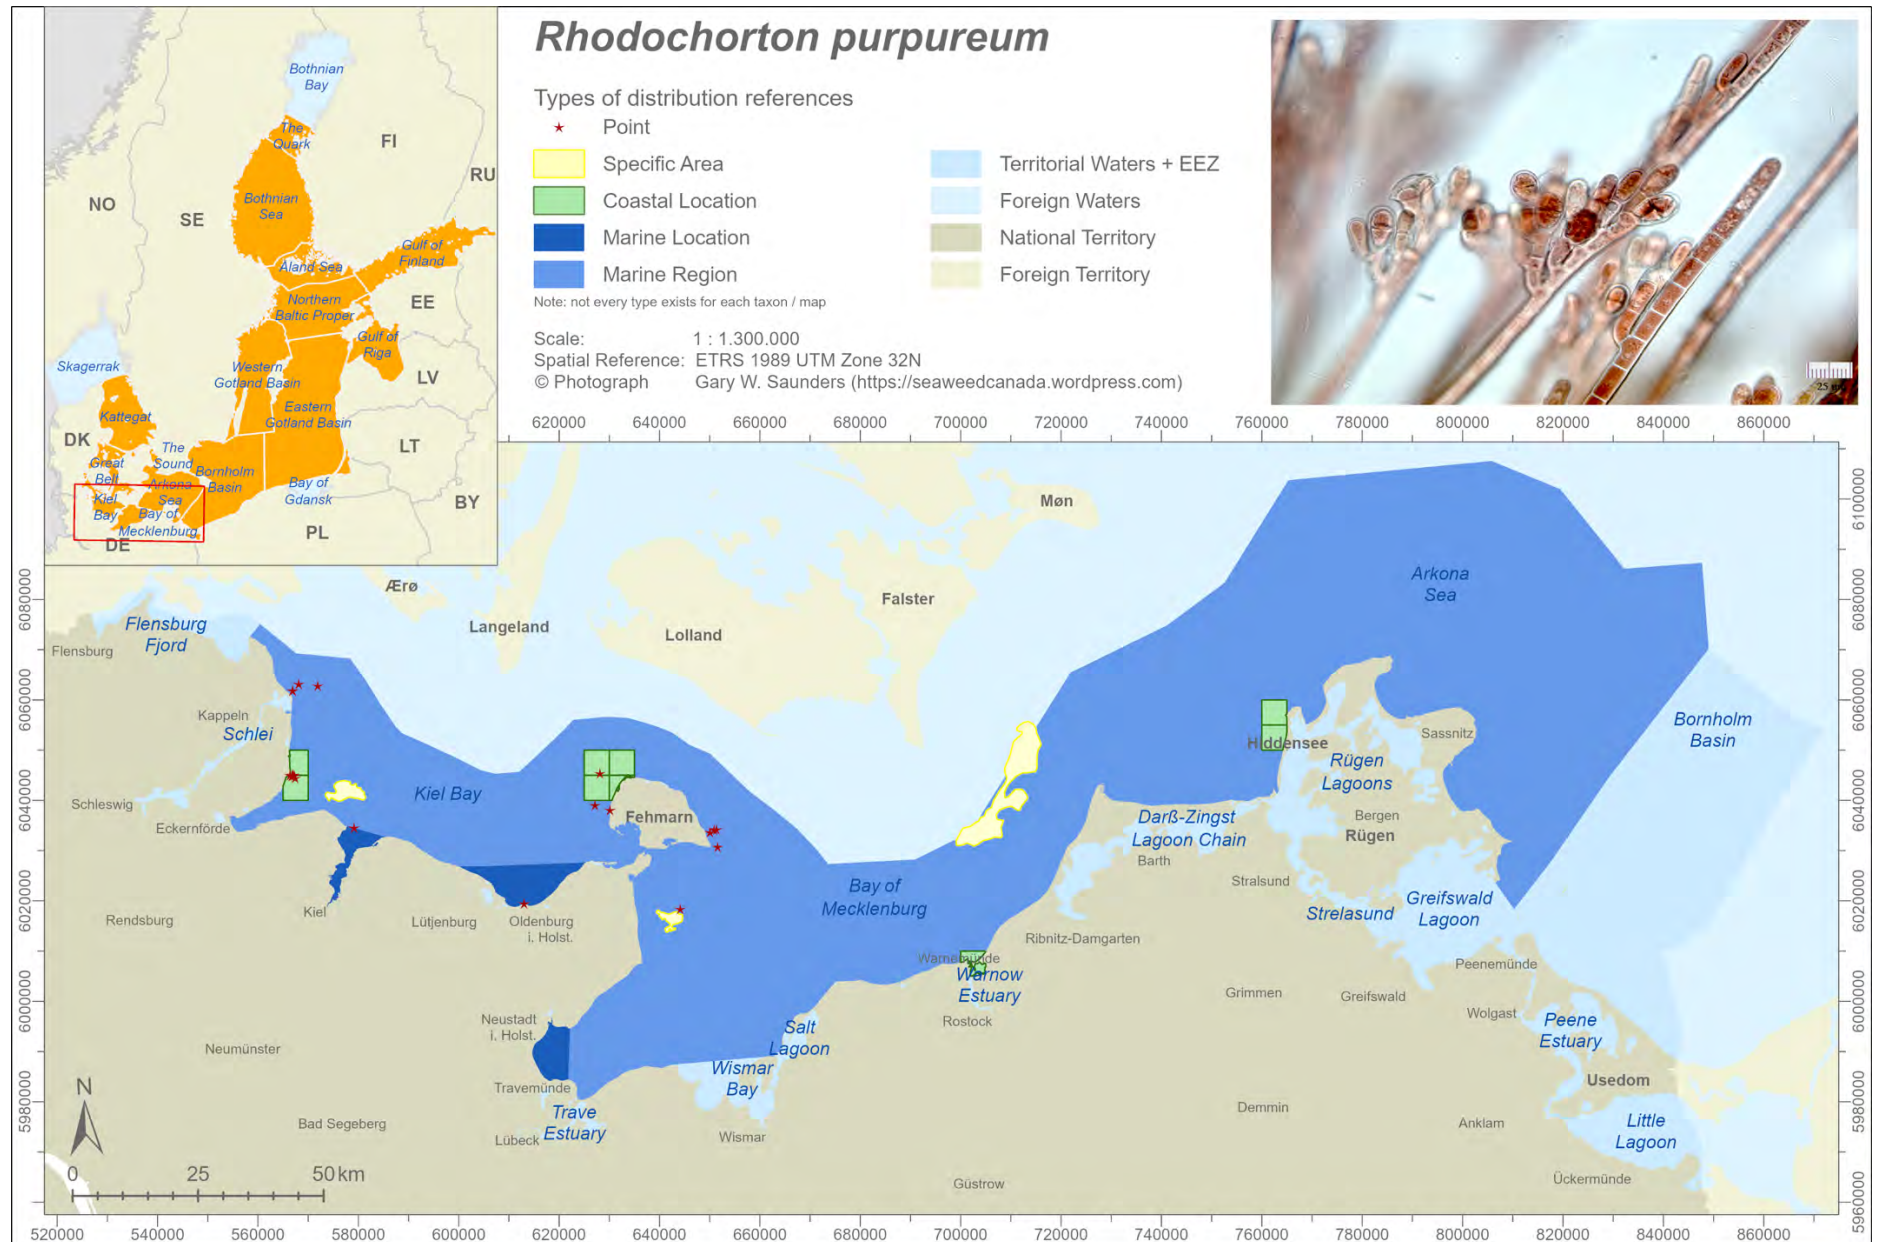 Rhodochorton purpureum
Types of distribution references
Point
Specific Area
Coastal Location
Marine Location
Marine Region
Territorial Waters + EEZ
Foreign Waters
National Territory
Foreign Territory
Note: not every type exists for each taxon / map
Scale: 1 : 1.300.000
Spatial Reference: ETRS 1989 UTM Zone 32N
© Photograph Gary W. Saunders (https://seaweedcanada.wordpress.com)
Bothnian
Bay
The
Quark
FI
RU
NO
SE
Bothnian
Sea
Gulf of
Finland
Åland Sea
Northern
Baltic Proper
EE
Gulf of
Riga
Skagerrak
Western
Gotland Basin
LV
Kattegat
Eastern
Gotland Basin
DK
The
Sound
LT
Great
Belt
Bornholm
Basin
Arkona
Sea
Bay of
Gdansk
Kiel
Bay
Bay of
Mecklenburg
BY
PL
DE
25
620000 640000 660000 680000 700000 720000 740000 760000 780000 800000 820000 840000 860000
Møn
Ærø
Langeland
Lolland
Falster
Arkona
Sea
Flensburg
Fjord
Flensburg
Kappeln
Schlei
Schleswig
Eckernförde
Kiel Bay
Fehmarn
Hiddensee
Sassnitz
Rügen
Lagoons
Bornholm
Basin
Bergen
Rügen
Darß-Zingst
Lagoon Chain
Barth
Stralsund
Strelasund
Greifswald
Lagoon
Bay of
Mecklenburg
Rendsburg
Kiel
Lütjenburg
Oldenburg
i. Holst.
Ribnitz-Damgarten
Warnemünde
Warnow
Estuary
Rostock
Peenemünde
Grimmen
Greifswald
Wolgast
Peene
Estuary
Usedom
Neustadt
i. Holst.
Neumünster
Salt
Lagoon
Wismar
Bay
Travemünde
Trave
Estuary
Bad Segeberg
Lübeck
Wismar
Demmin
Anklam
Little
Lagoon
Güstrow
Ückermünde
N
0 25 50 km
6080000
6060000
6040000
6020000
6000000
5980000
6100000
6080000
6060000
6040000
6020000
6000000
5980000
5960000
520000 540000 560000 580000 600000 620000 640000 660000 680000 700000 720000 740000 760000 780000 800000 820000 840000 860000